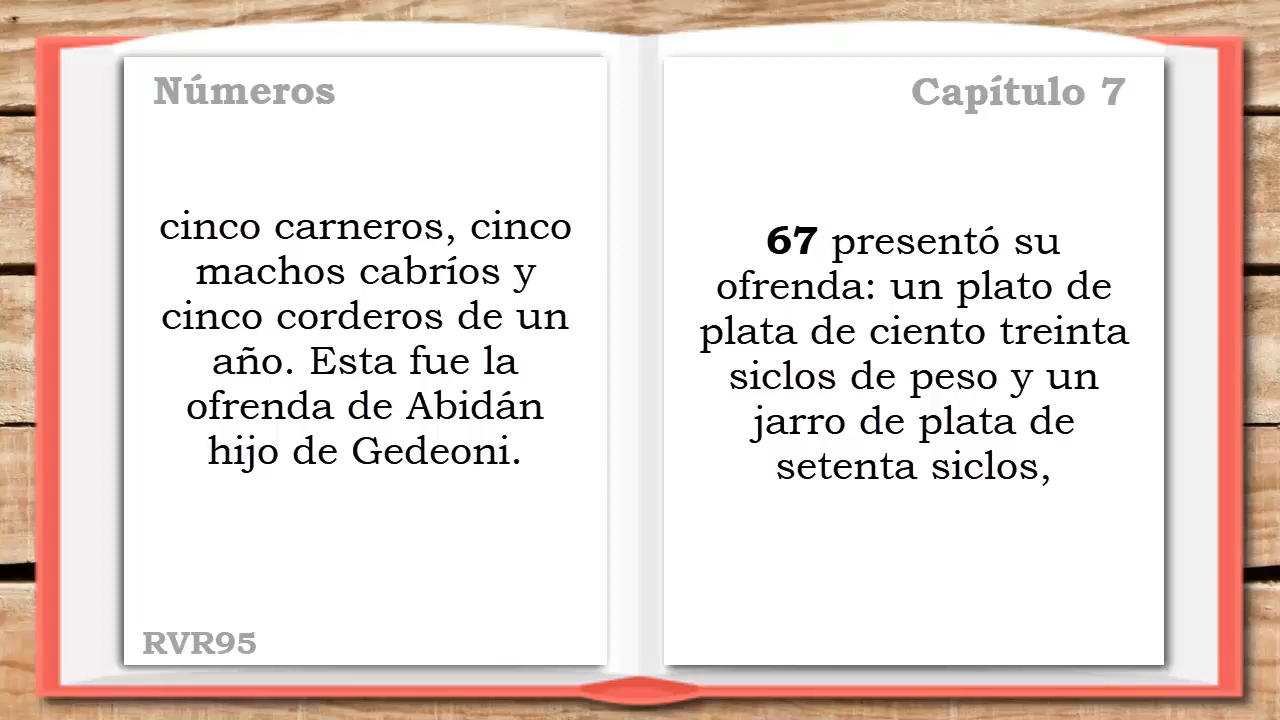 Números
cinco carneros, cinco
machos cabríos y
cinco corderos de un
año. Esta fue la
ofrenda de Abidán
hijo de Gedeoni.
RVR95
Capítulo 7
67 presentó su
ofrenda: un plato de
plata de ciento treinta
siclos de peso y un
jarro de plata de
setenta siclos,